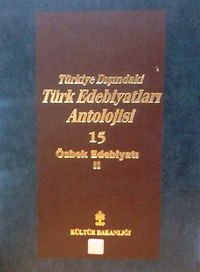 Türkiye Dışındaki
Türk Edebiyatları
Antolojisi
15
Özbek Edebiyatı
II
KÜLTÜR BAKANLIĞI